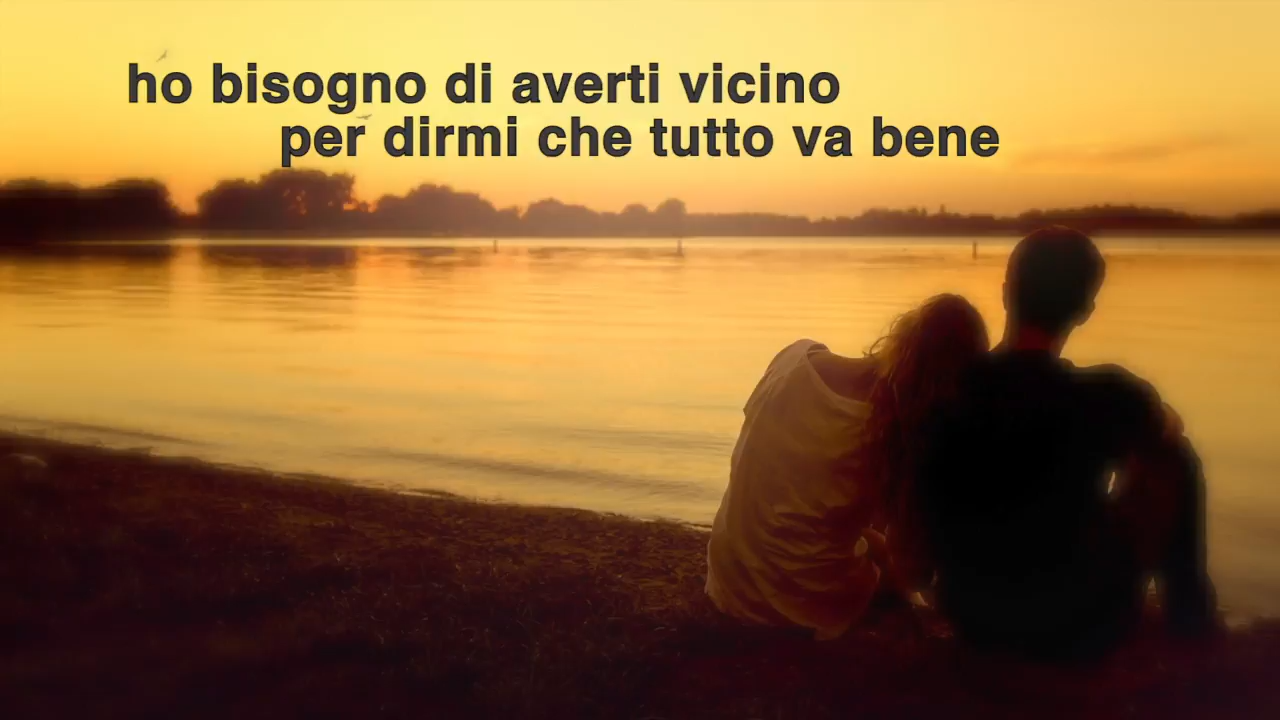 ho bisogno di averti vicino
per dirmi che tutto va bene